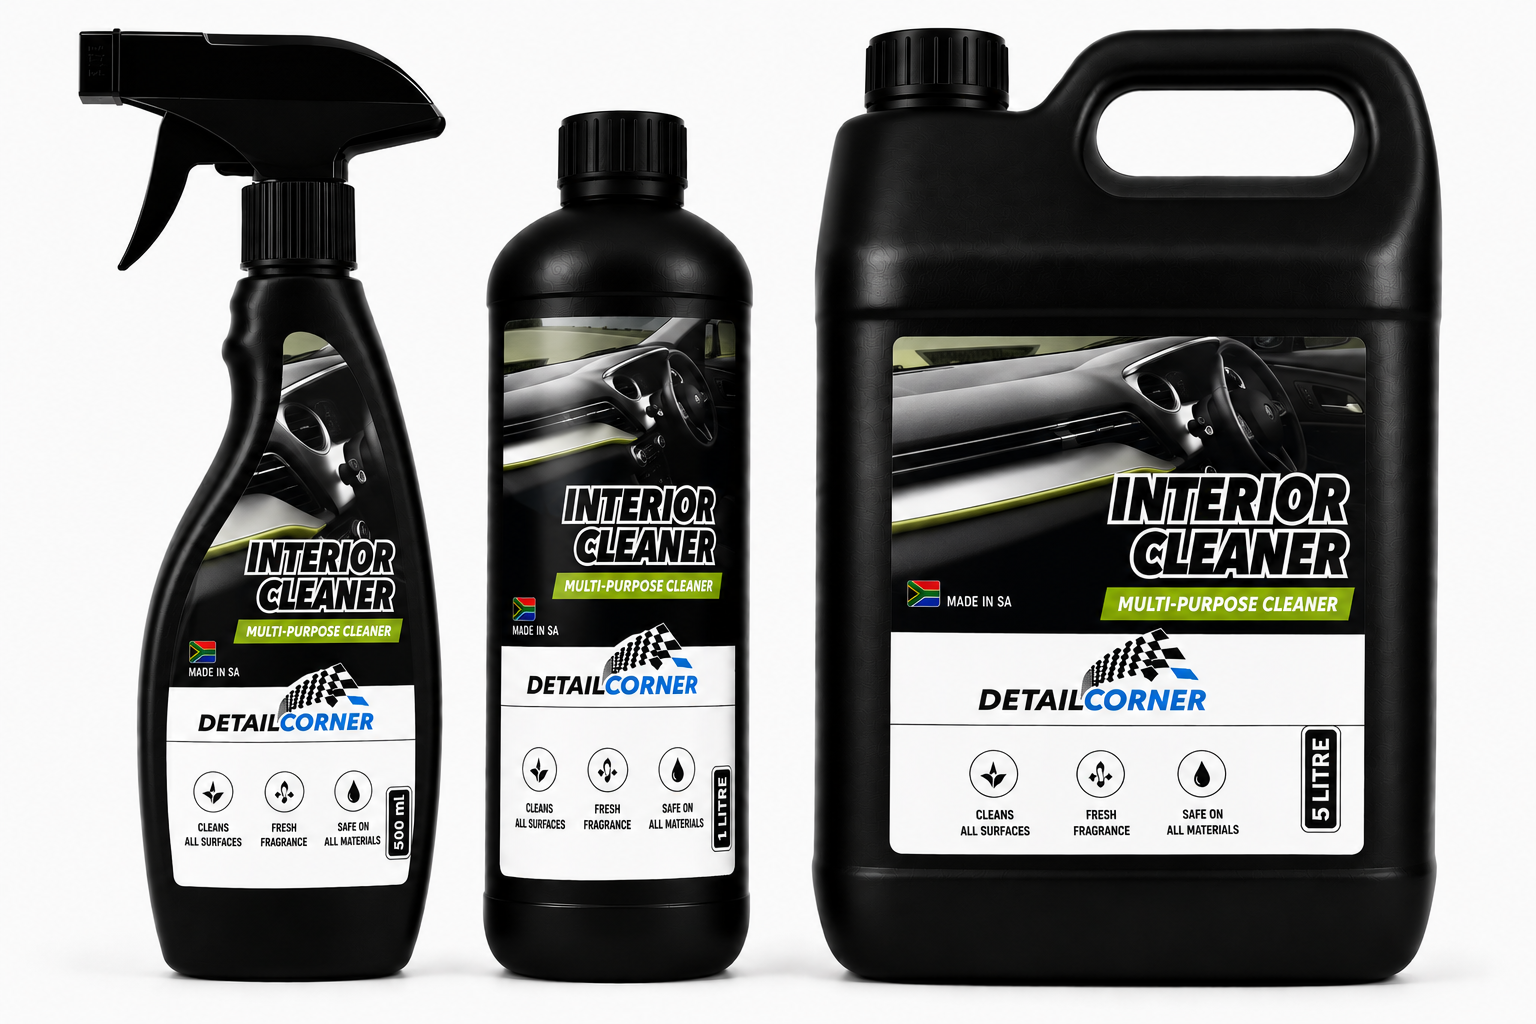 INTERIOR
CLEANER
MULTI-PURPOSE CLEANER
MADE IN SA
DETAILCORNER
CLEANS
ALL SURFACES
FRESH
FRAGRANCE
SAFE ON
ALL MATERIALS
500 ml
INTERIOR
CLEANER
MULTI-PURPOSE CLEANER
MADE IN SA
DETAILCORNER
CLEANS
ALL SURFACES
FRESH
FRAGRANCE
SAFE ON
ALL MATERIALS
1 LITRE
INTERIOR
CLEANER
MADE IN SA
MULTI-PURPOSE CLEANER
DETAILCORNER
CLEANS
ALL SURFACES
FRESH
FRAGRANCE
SAFE ON
ALL MATERIALS
5 LITRE